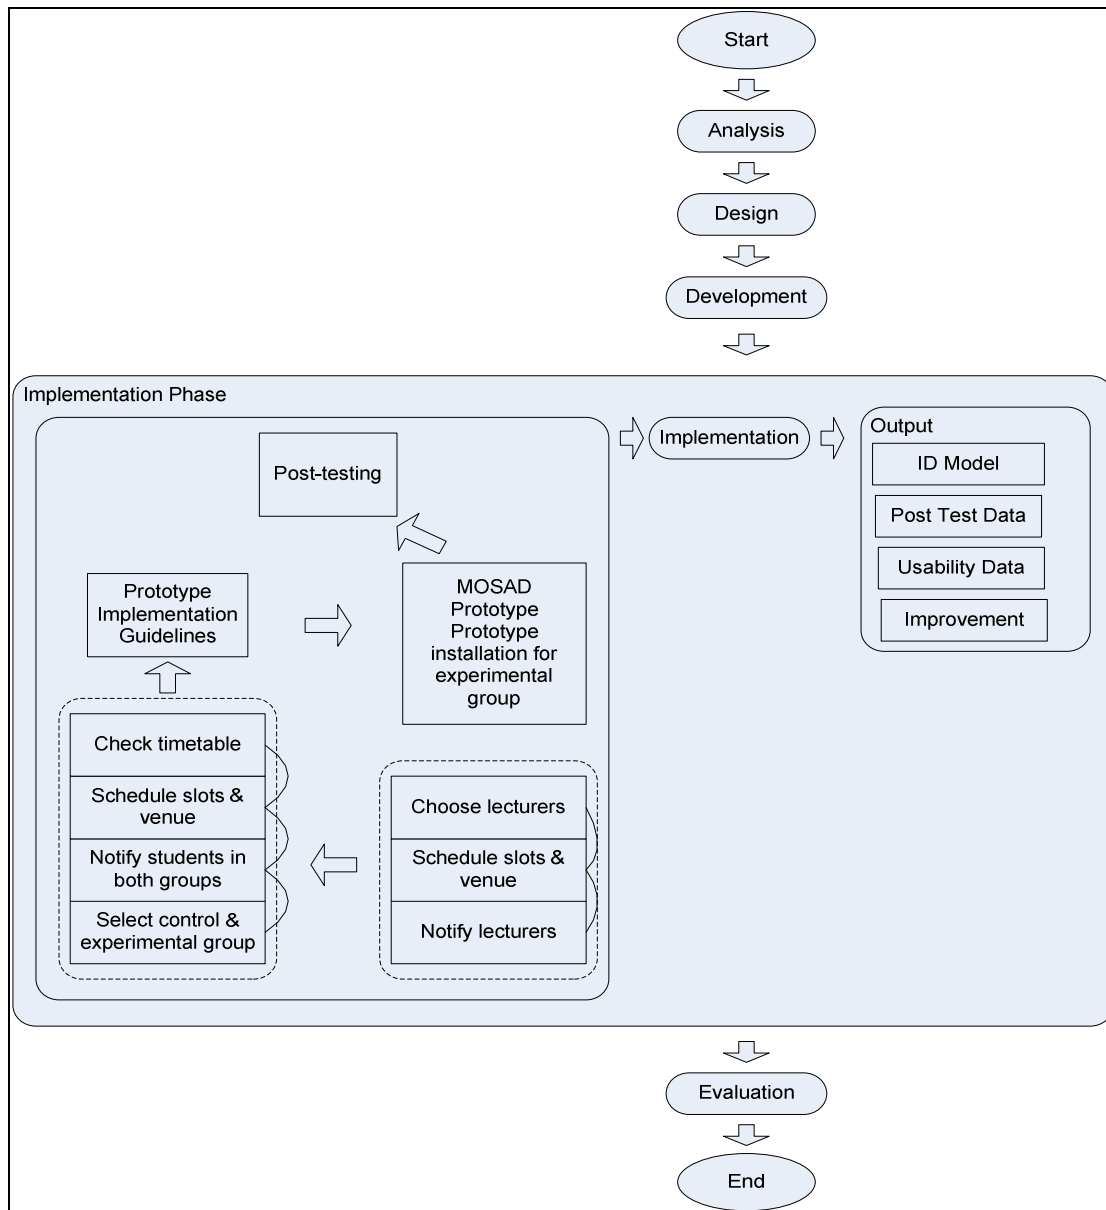 Start
Analysis
Design
Development
Implementation Phase
Post-testing
Implementation
Output
ID Model
Post Test Data
Usability Data
Improvement
Prototype
Implementation
Guidelines
MOSAD
Prototype
Prototype
installation for
experimental
group
Check timetable
Schedule slots &
venue
Notify students in
both groups
Select control &
experimental group
Choose lecturers
Schedule slots &
venue
Notify lecturers
Evaluation
End